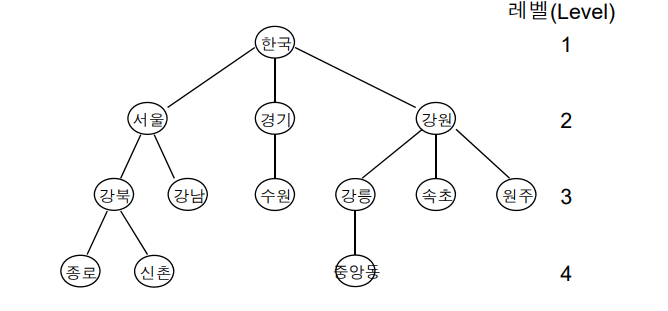 레벨(Level)
한국 1
서울 경기 강원 2
강북 강남 수원 강릉 속초 원주 3
종로 신촌 중앙동 4